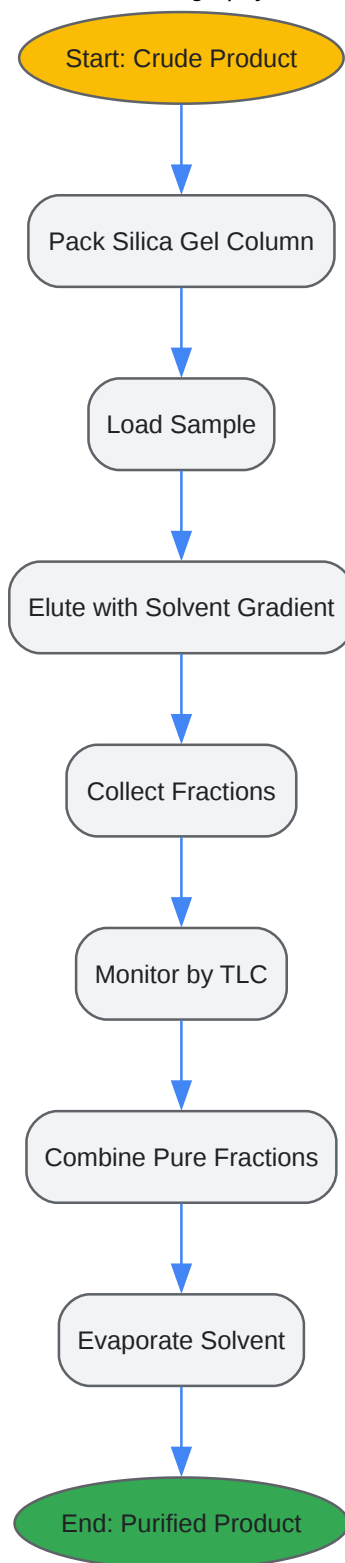 Start: Crude Product
Pack Silica Gel Column
Load Sample
Elute with Solvent Gradient
Collect Fractions
Monitor by TLC
Combine Pure Fractions
Evaporate Solvent
End: Purified Product